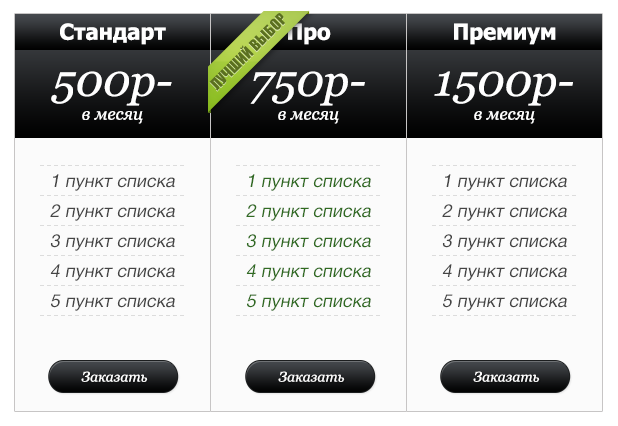 Стандарт
500р-
в месяц
1 пункт списка
2 пункт списка
3 пункт списка
4 пункт списка
5 пункт списка
Заказать
ЛУЧШИЙ ВЫБОР
Про
750р-
в месяц
1 пункт списка
2 пункт списка
3 пункт списка
4 пункт списка
5 пункт списка
Заказать
Премиум
1500р-
в месяц
1 пункт списка
2 пункт списка
3 пункт списка
4 пункт списка
5 пункт списка
Заказать